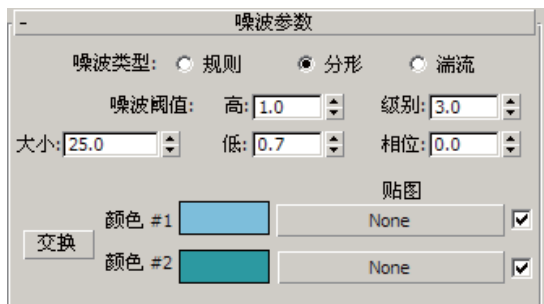 - 噪波参数
噪波类型: 规则 分形 湍流
噪波阈值: 高: 1.0 级别: 3.0
大小: 25.0 低: 0.7 相位: 0.0
贴图
颜色 #1 None
交换
颜色 #2 None